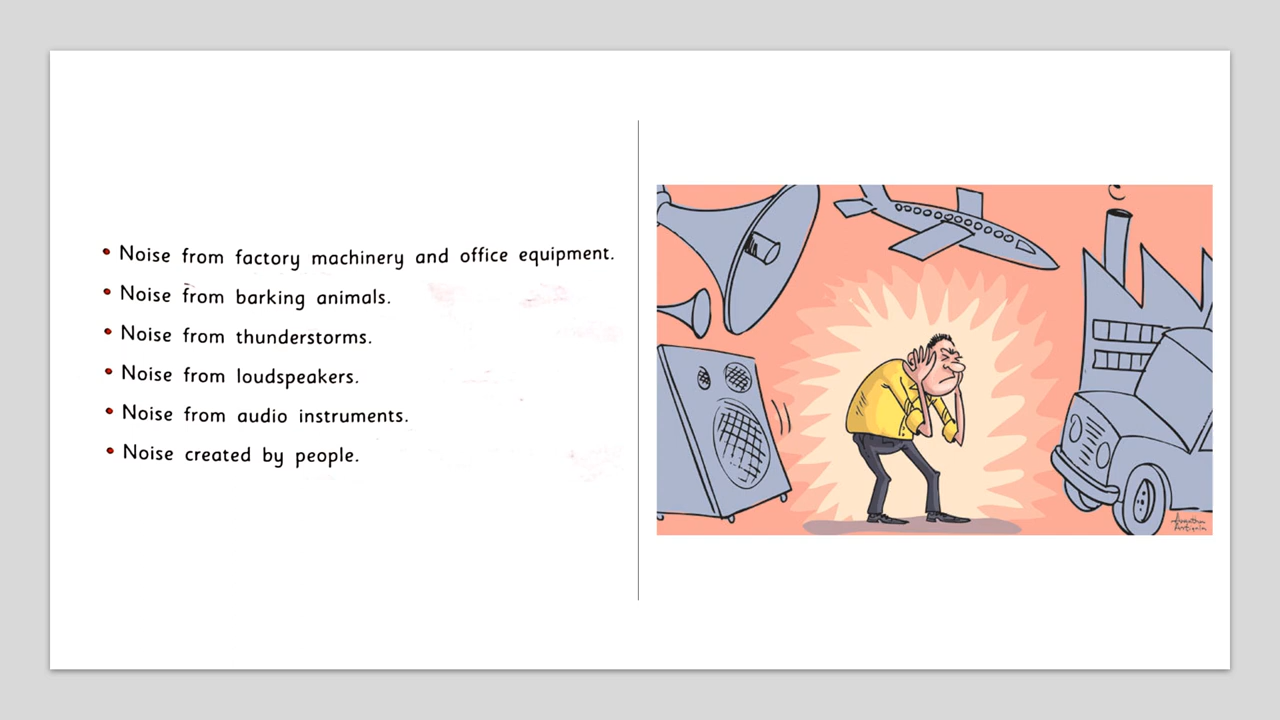 • Noise from factory machinery and office equipment.
• Noise from barking animals.
• Noise from thunderstorms.
• Noise from loudspeakers.
• Noise from audio instruments.
• Noise created by people.